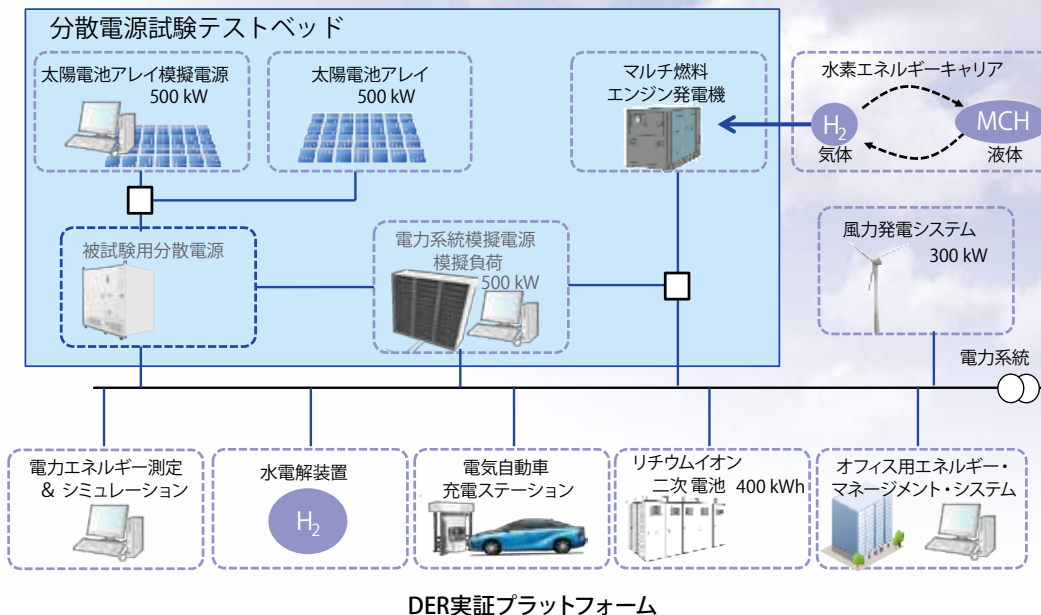 分散電源試験テストベッド
太陽電池アレイ模擬電源
500 kW
太陽電池アレイ
500 kW
マルチ燃料
エンジン発電機
水素エネルギーキャリア
H₂
気体
MCH
液体
被試験用分散電源
電力系統模擬電源
模擬負荷
500 kW
風力発電システム
300 kW
電力系統
電力エネルギー測定
& シミュレーション
水電解装置
H₂
電気自動車
充電ステーション
リチウムイオン
二次電池 400 kWh
オフィス用エネルギー・
マネージメント・システム
DER実証プラットフォーム